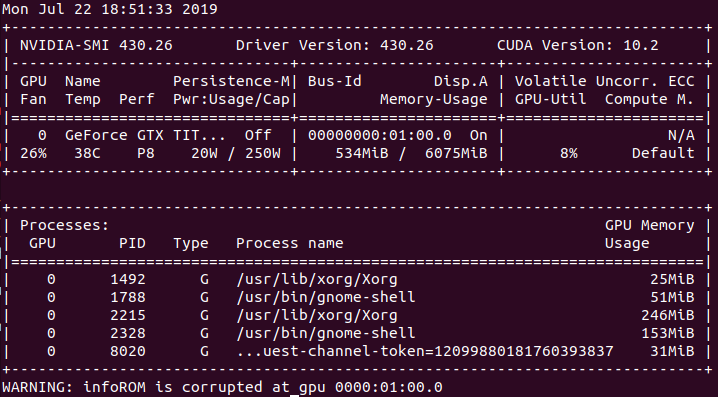 Mon Jul 22 18:51:33 2019
+-----------------------------------------------------------------------------+
| NVIDIA-SMI 430.26       Driver Version: 430.26       CUDA Version: 10.2     |
|-------------------------------+----------------------+----------------------+
| GPU  Name        Persistence-M| Bus-Id        Disp.A | Volatile Uncorr. ECC |
| Fan  Temp  Perf  Pwr:Usage/Cap|         Memory-Usage | GPU-Util  Compute M. |
|===============================+======================+======================|
|   0  GeForce GTX TIT...  Off  | 00000000:01:00.0  On |                  N/A |
| 26%   38C    P8    20W / 250W |    534MiB /  6075MiB |      8%      Default |
+-------------------------------+----------------------+----------------------+

+-----------------------------------------------------------------------------+
| Processes:                                                       GPU Memory |
|  GPU       PID   Type   Process name                             Usage      |
|=============================================================================|
|    0      1492      G   /usr/lib/xorg/Xorg                            25MiB |
|    0      1788      G   /usr/bin/gnome-shell                          51MiB |
|    0      2215      G   /usr/lib/xorg/Xorg                           246MiB |
|    0      2328      G   /usr/bin/gnome-shell                         153MiB |
|    0      8020      G   ...uest-channel-token=12099880181760393837    31MiB |
+-----------------------------------------------------------------------------+
WARNING: infoROM is corrupted at gpu 0000:01:00.0